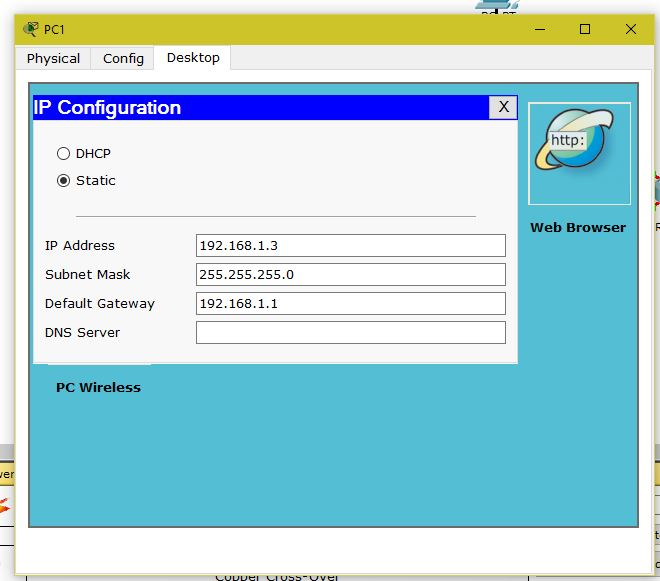 PC1
Physical
Config
Desktop
IP Configuration
X
http:
DHCP
Static
Web Browser
IP Address
192.168.1.3
Subnet Mask
255.255.255.0
Default Gateway
192.168.1.1
DNS Server
PC Wireless
Copper Cross-Over